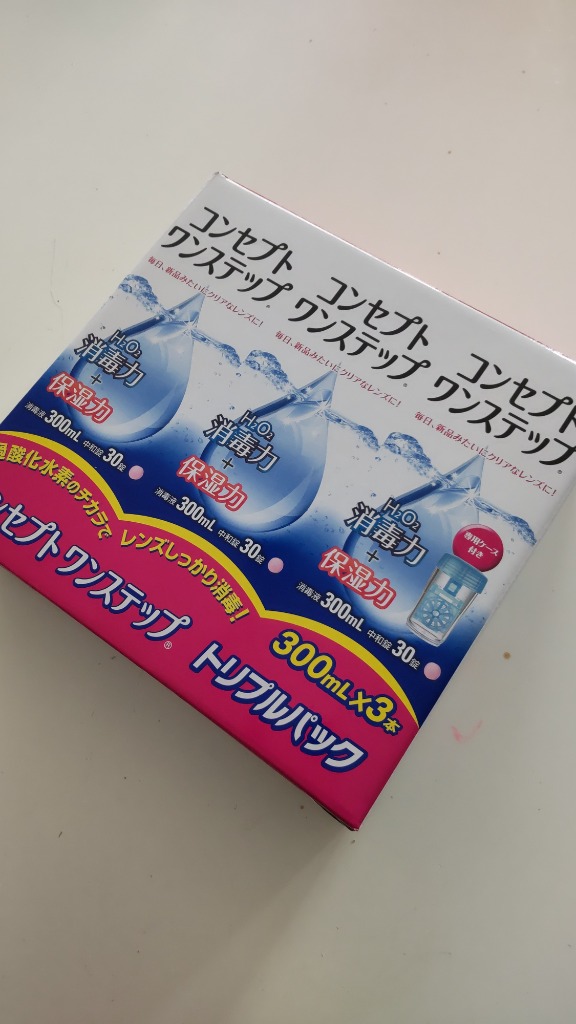 コンセプト
ワンステップ®
毎日、新品みたいにクリアなレンズに!
H2O2
消毒力
+
保湿力
消毒液 300mL 中和錠 30錠
コンセプト
ワンステップ®
毎日、新品みたいにクリアなレンズに!
H2O2
消毒力
+
保湿力
消毒液 300mL 中和錠 30錠
コンセプト
ワンステップ®
毎日、新品みたいにクリアなレンズに!
H2O2
消毒力
+
保湿力
消毒液 300mL 中和錠 30錠
専用ケース
付き
過酸化水素のチカラで レンズしっかり消毒!
300mL×3本
ンセプト ワンステップ® トリプルパック